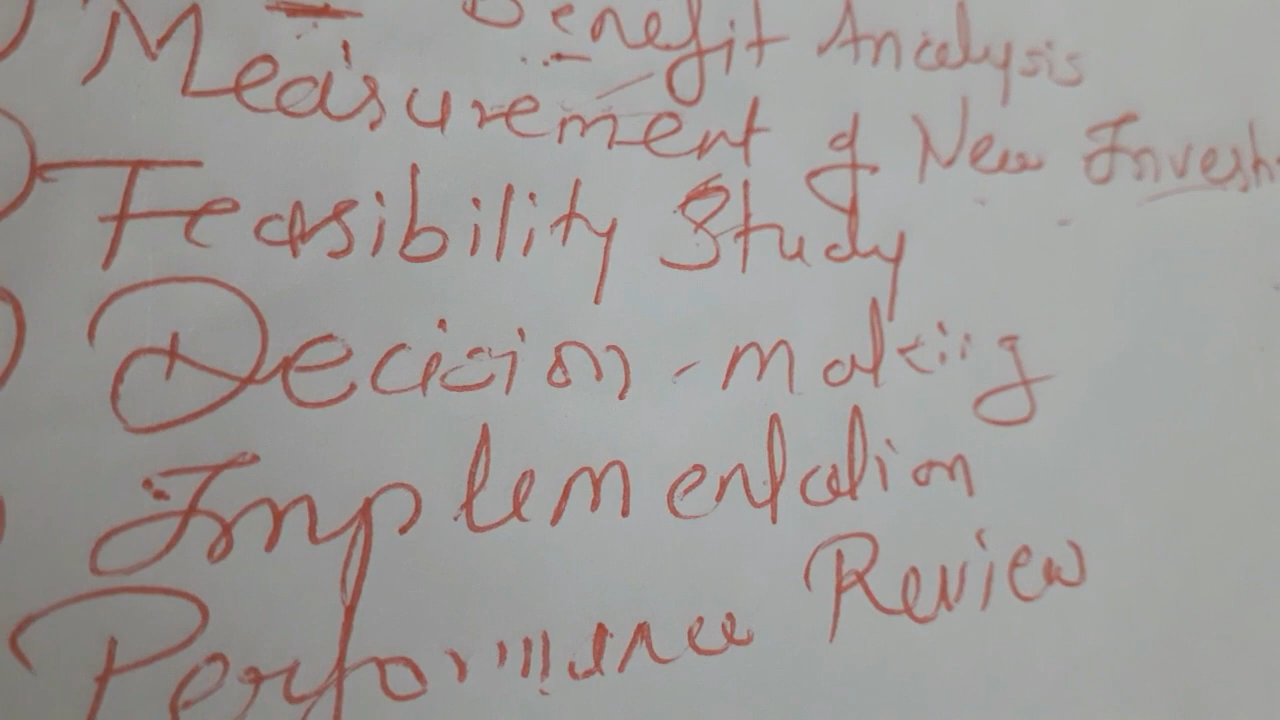 Benefit Analysis
Measurement of New Invest
Feasibility Study
Decision-making
Implementation
Performance Review